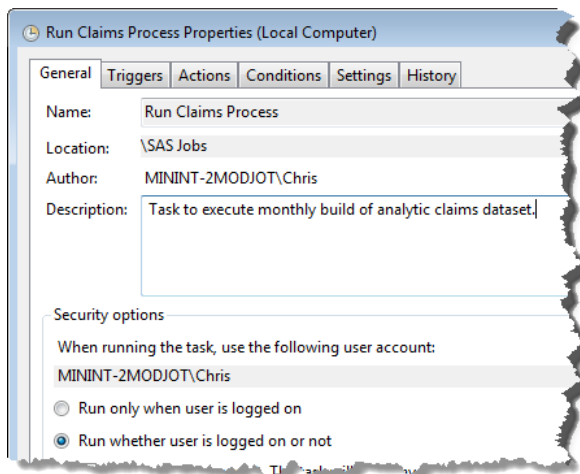 Run Claims Process Properties (Local Computer)
General Triggers Actions Conditions Settings History
Name: Run Claims Process
Location: \SAS Jobs
Author: MININT-2MODJOT\Chris
Description: Task to execute monthly build of analytic claims dataset.
Security options
When running the task, use the following user account:
MININT-2MODJOT\Chris
Run only when user is logged on
Run whether user is logged on or not